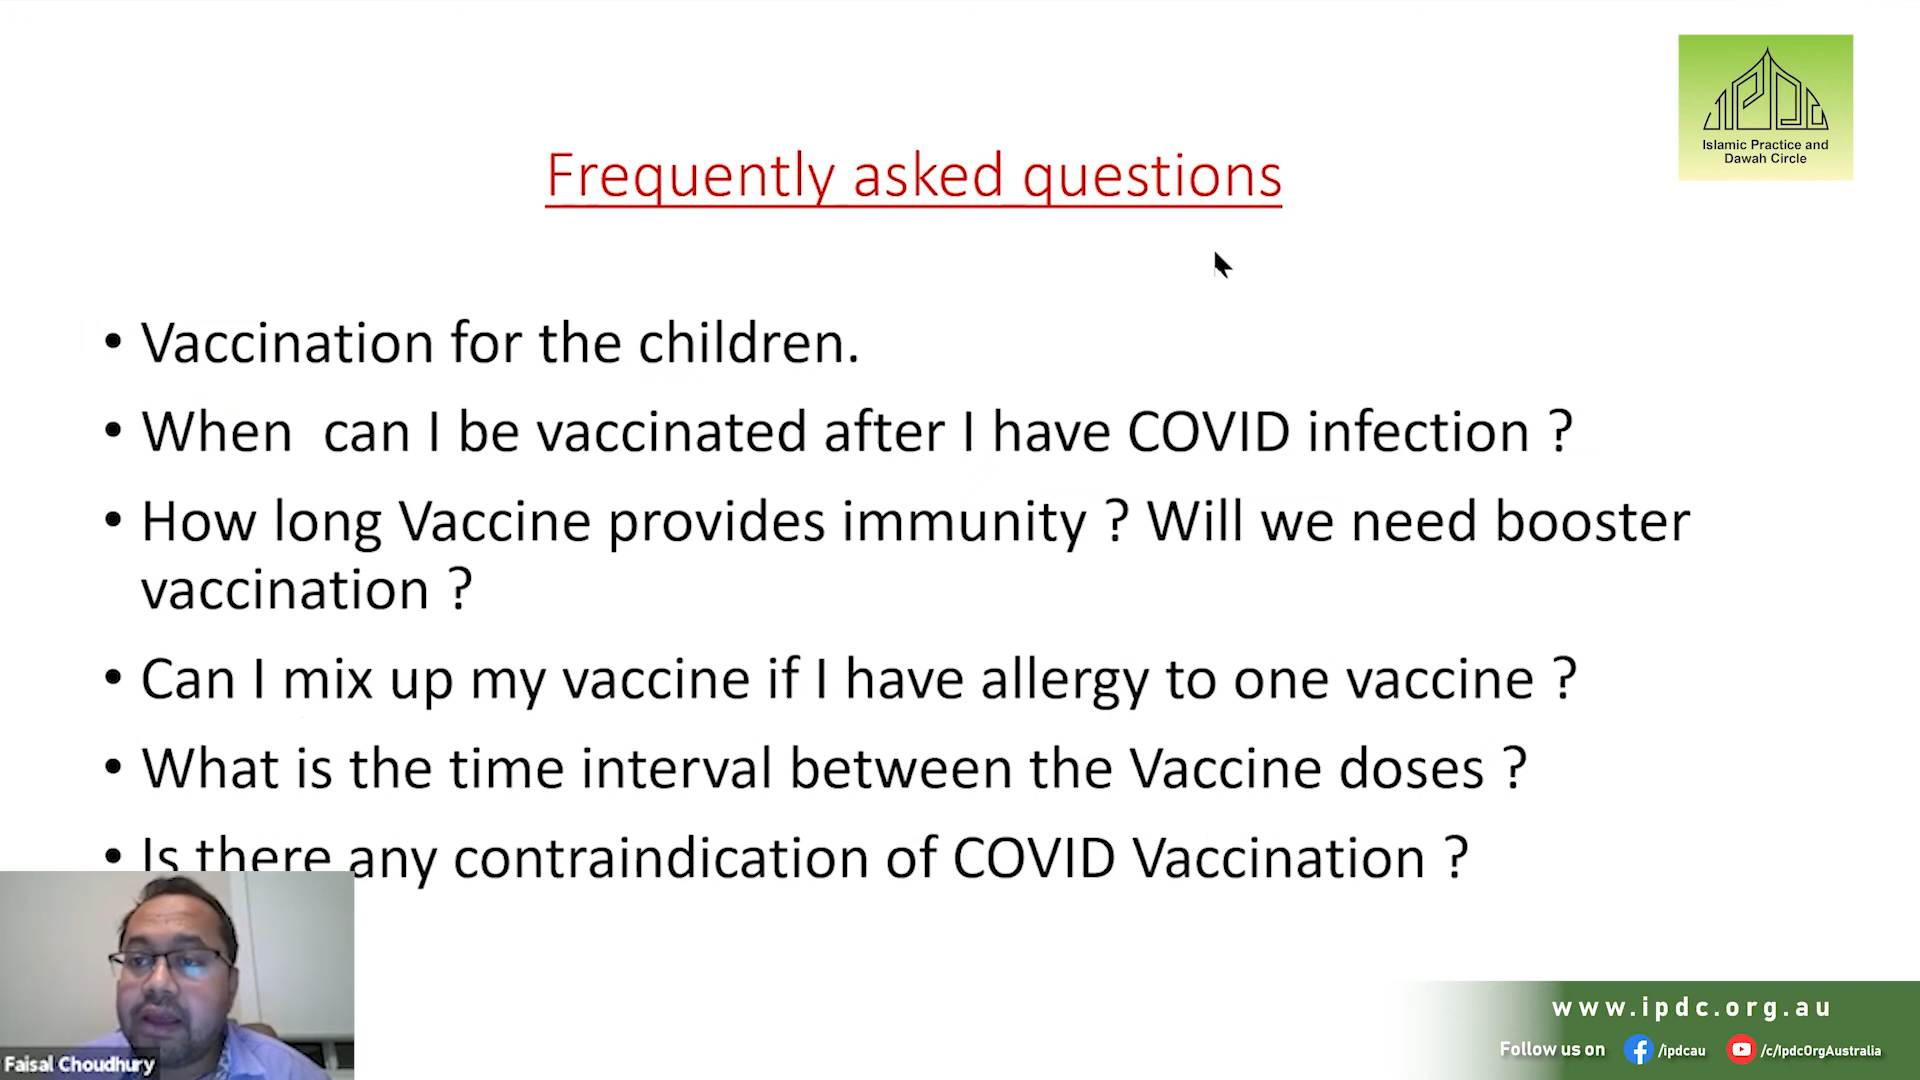 IPDC
Islamic Practice and
Dawah Circle
Frequently asked questions
• Vaccination for the children.
• When  can I be vaccinated after I have COVID infection ?
• How long Vaccine provides immunity ? Will we need booster
vaccination ?
• Can I mix up my vaccine if I have allergy to one vaccine ?
• What is the time interval between the Vaccine doses ?
• Is there any contraindication of COVID Vaccination ?
Faisal Choudhury
www.ipdc.org.au
Follow us on /ipdcau /c/IpdcOrgAustralia